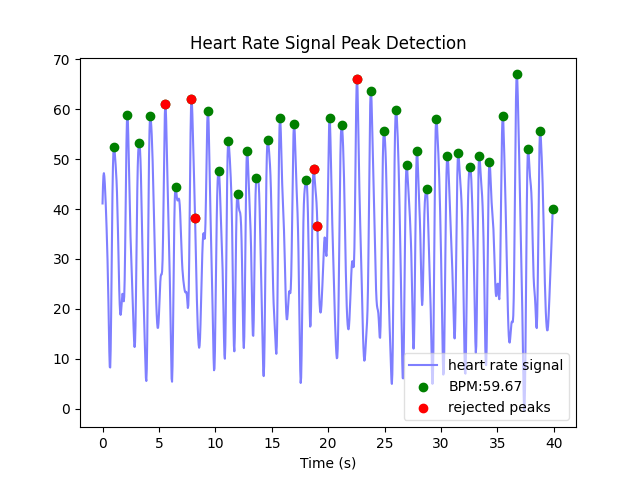 Heart Rate Signal Peak Detection
70
60
50
40
30
20
10
0
heart rate signal
BPM:59.67
rejected peaks
0 5 10 15 20 25 30 35 40
Time (s)